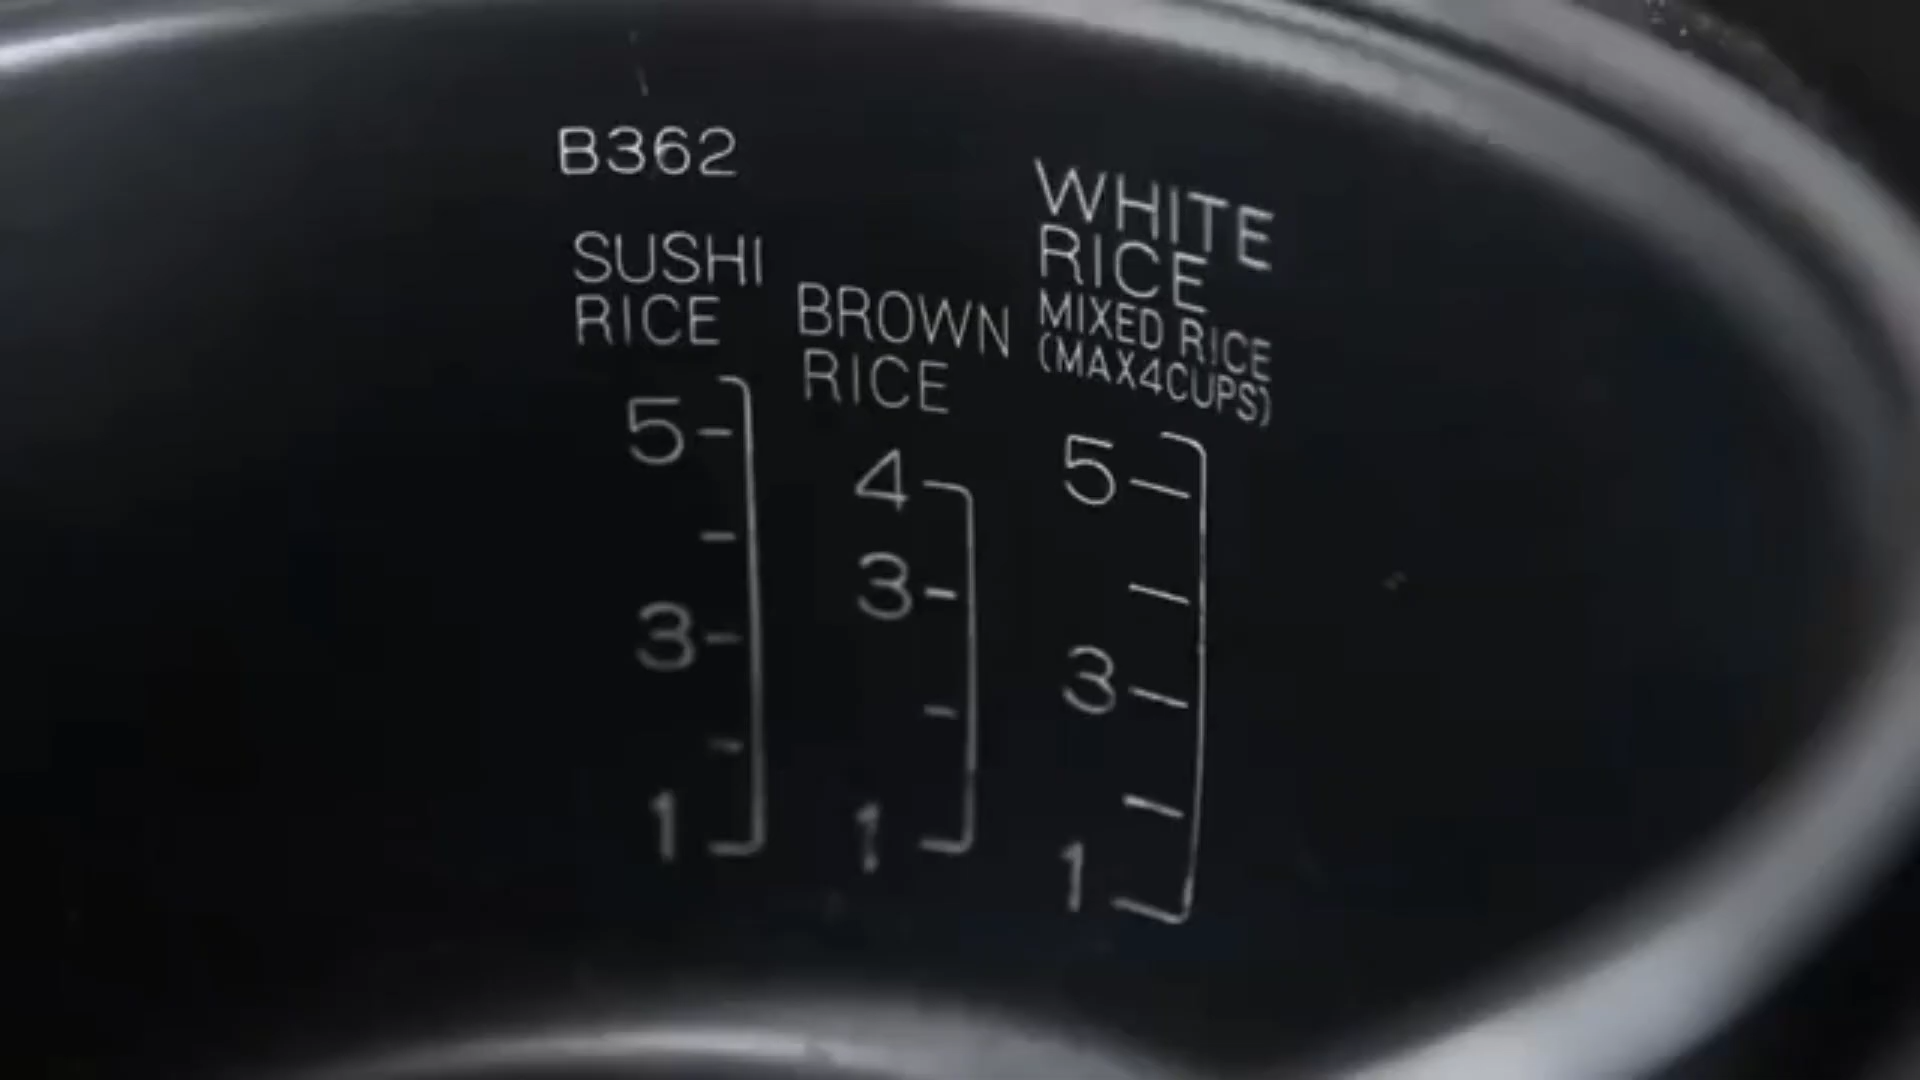 B362
SUSHI
RICE
5
3
1
BROWN
RICE
4
3
1
WHITE
RICE
MIXED RICE
(MAX4CUPS)
5
3
1